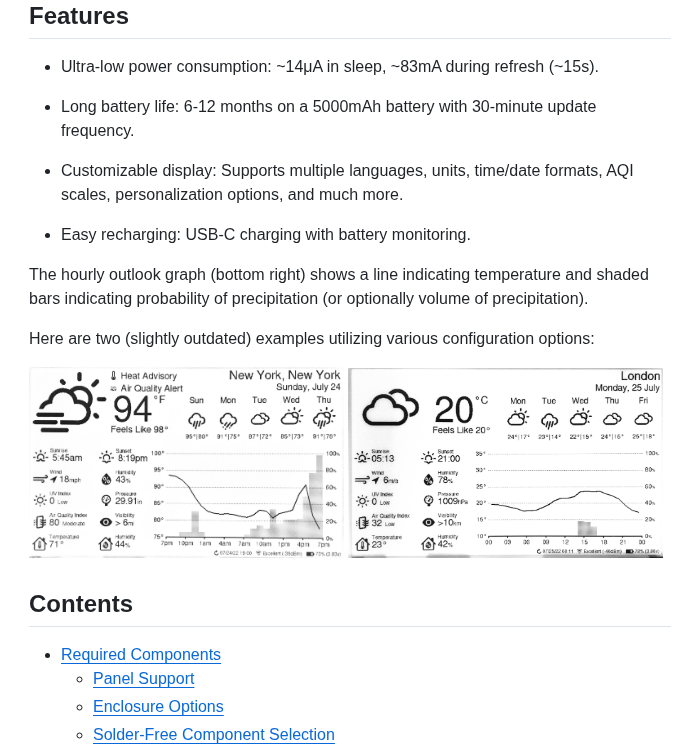 Features
Ultra-low power consumption: ~14μA in sleep, ~83mA during refresh (~15s).
Long battery life: 6-12 months on a 5000mAh battery with 30-minute update
frequency.
Customizable display: Supports multiple languages, units, time/date formats, AQI
scales, personalization options, and much more.
Easy recharging: USB-C charging with battery monitoring.
The hourly outlook graph (bottom right) shows a line indicating temperature and shaded
bars indicating probability of precipitation (or optionally volume of precipitation).
Here are two (slightly outdated) examples utilizing various configuration options:
Heat Advisory
Air Quality Alert
94°F
Feels Like 98°
New York, New York
Sunday, July 24
Sun Mon Tue Wed Thu
95°|80° 91°|75° 87°|72° 85°|73° 91°|76°
Sunrise
5:45am
Sunset
8:19pm
Wind
18mph
Humidity
43%
UV Index
0 Low
Pressure
29.91in
Air Quality Index
80 Moderate
Visibility
> 6mi
Temperature
71°
Humidity
44%
100° 95° 90° 85° 80° 75°
100% 80% 60% 40% 20% 0%
7pm 10pm 1am 4am 7am 10am 1pm 4pm 7pm
London
Monday, 25 July
20°C
Feels Like 20°
Mon Tue Wed Thu Fri
24°|17° 23°|14° 22°|15° 24°|15° 25°|18°
Sunrise
05:13
Sunset
21:00
Wind
6m/s
Humidity
78%
UV Index
0 Low
Pressure
1009hPa
Air Quality Index
32 Low
Visibility
>10km
Temperature
23°
Humidity
42%
35° 30° 25° 20° 15° 10°
100% 80% 60% 40% 20% 0%
00 03 06 09 12 15 18 21 00
Contents
Required Components
Panel Support
Enclosure Options
Solder-Free Component Selection